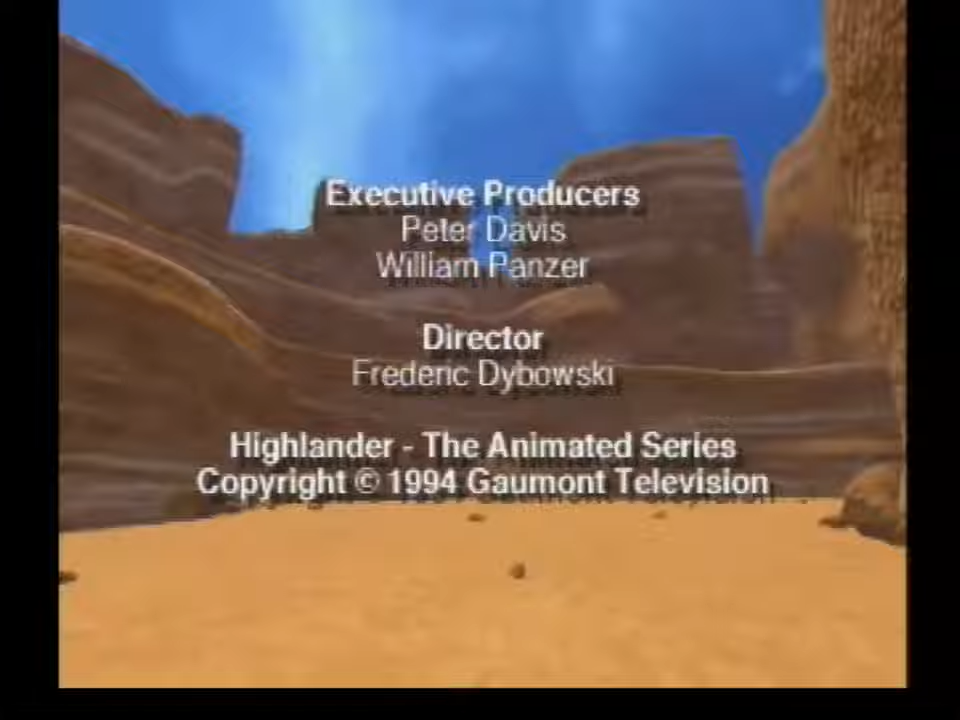 Executive Producers
Peter Davis
William Panzer
Director
Frederic Dybowski
Highlander - The Animated Series
Copyright © 1994 Gaumont Television